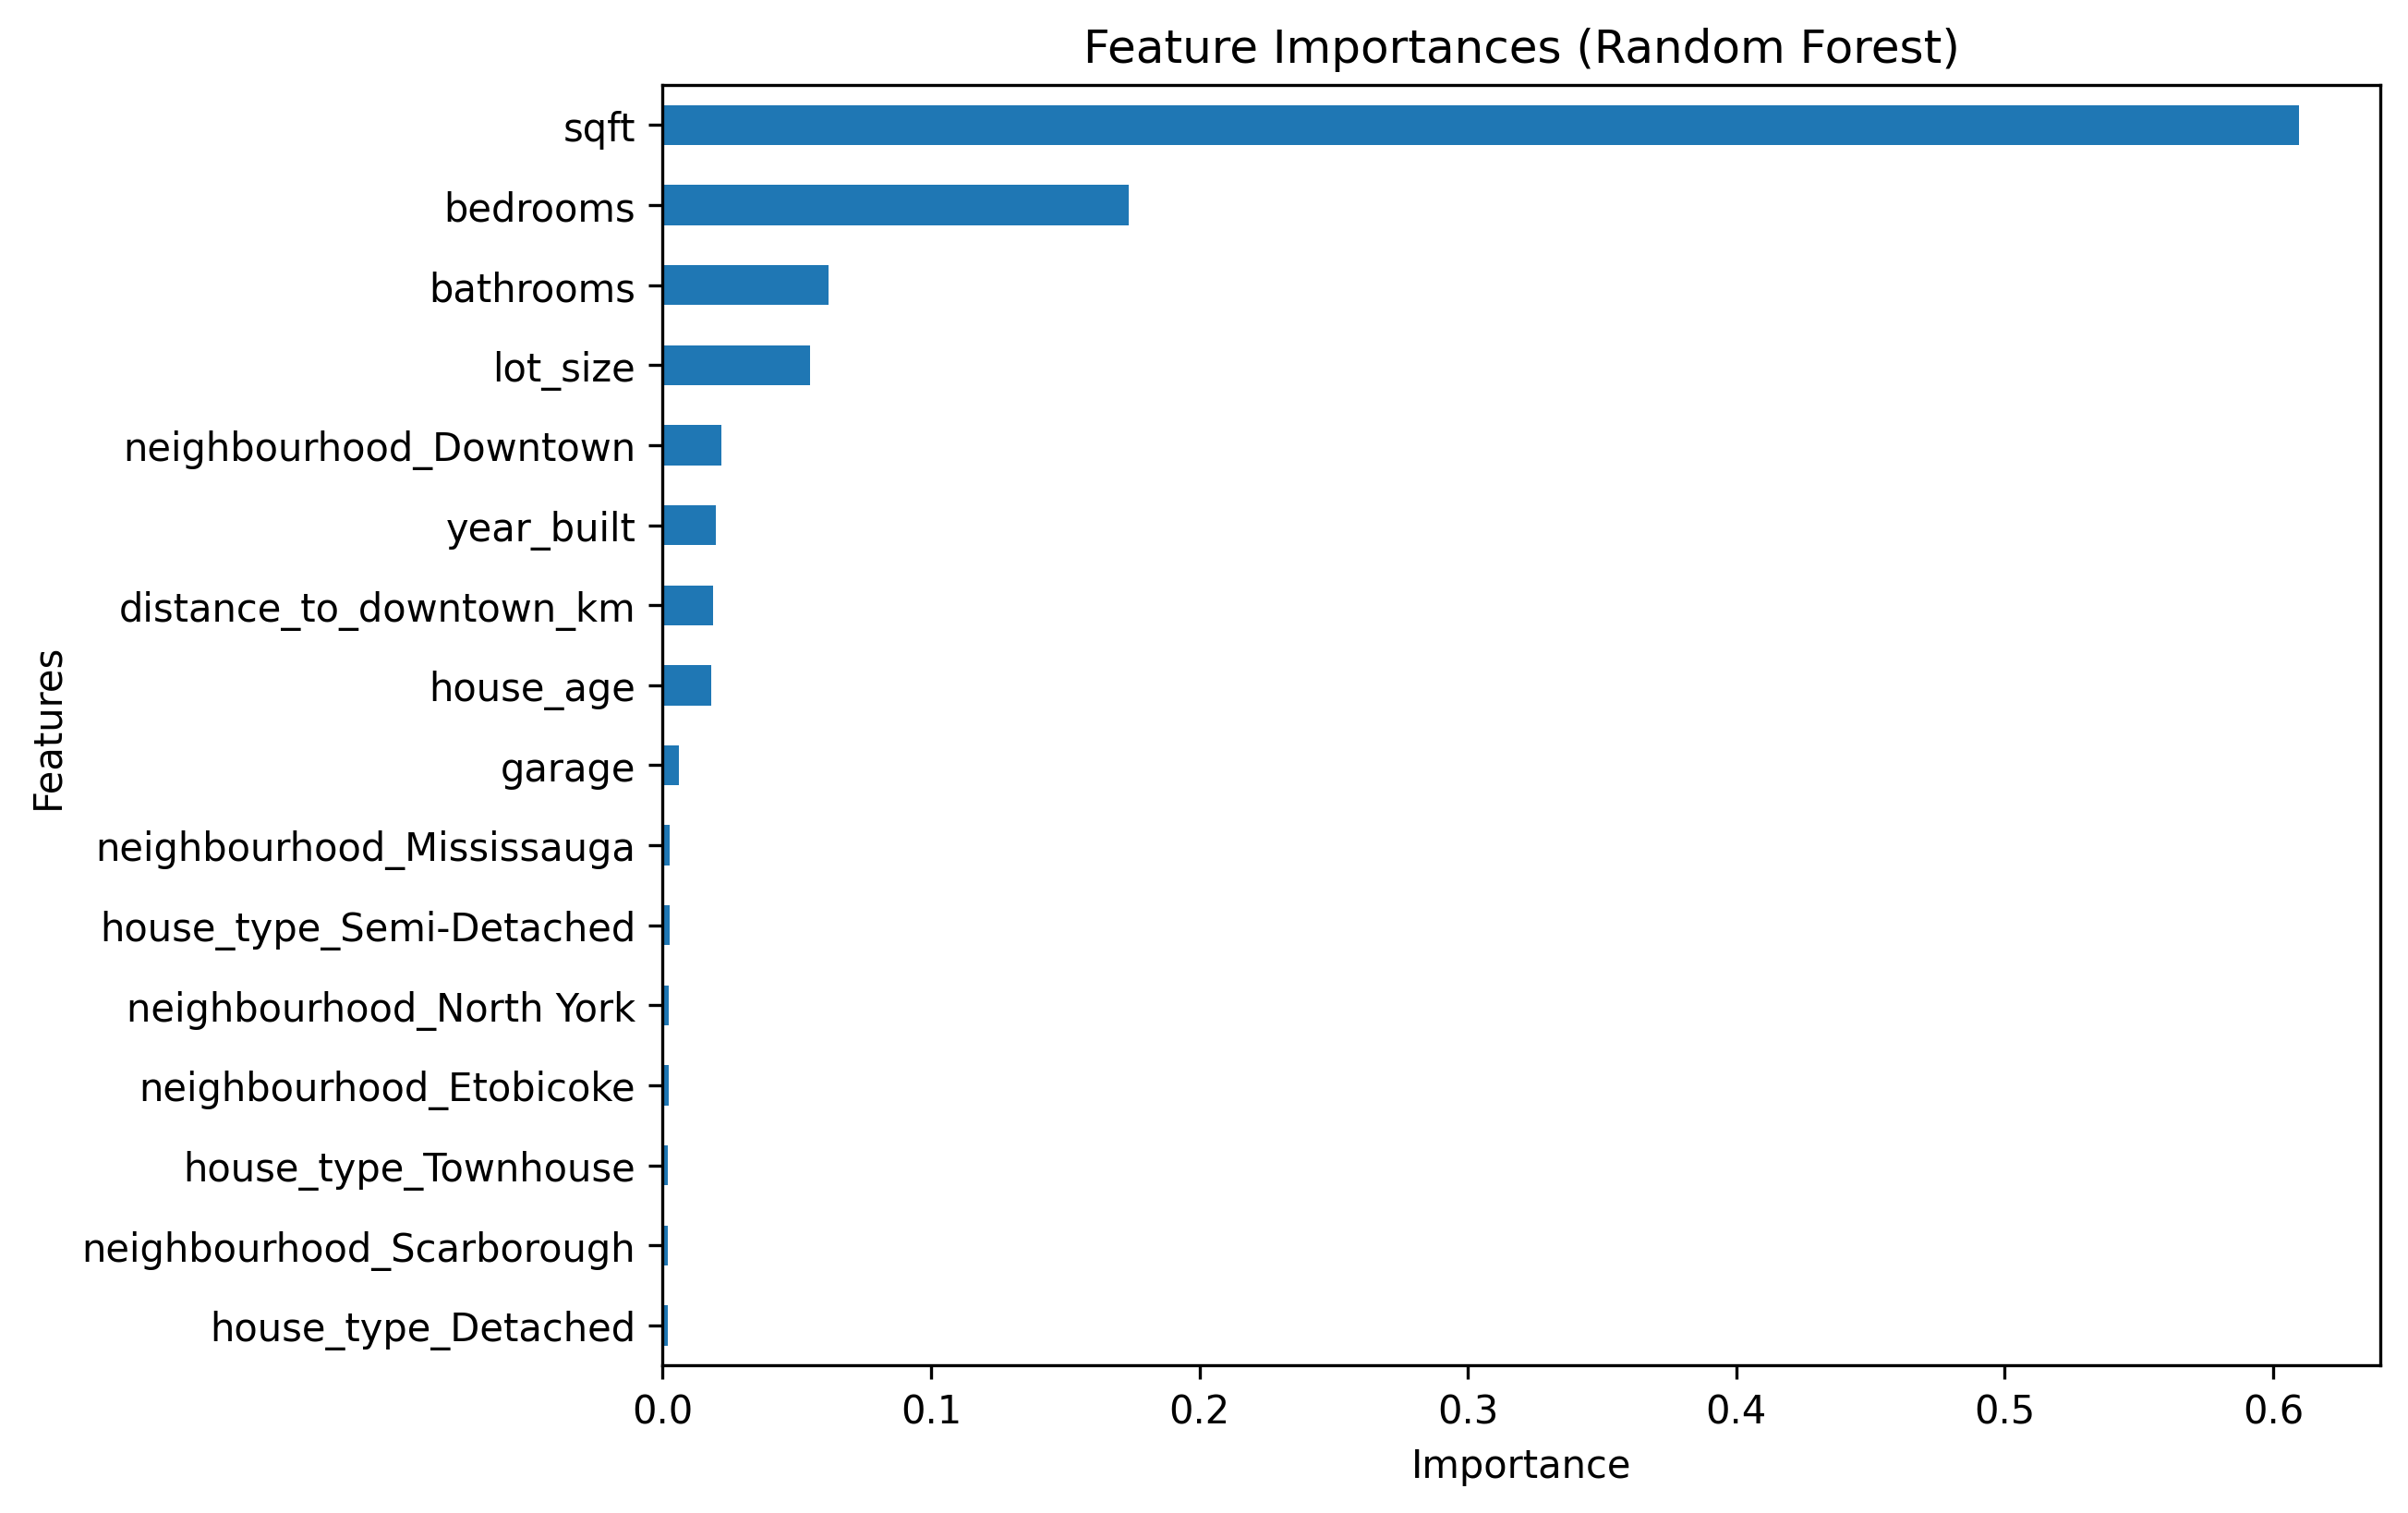 Feature Importances (Random Forest)
sqft
bedrooms
bathrooms
lot_size
neighbourhood_Downtown
year_built
distance_to_downtown_km
house_age
garage
neighbourhood_Mississauga
house_type_Semi-Detached
neighbourhood_North York
neighbourhood_Etobicoke
house_type_Townhouse
neighbourhood_Scarborough
house_type_Detached
Features
0.0 0.1 0.2 0.3 0.4 0.5 0.6
Importance